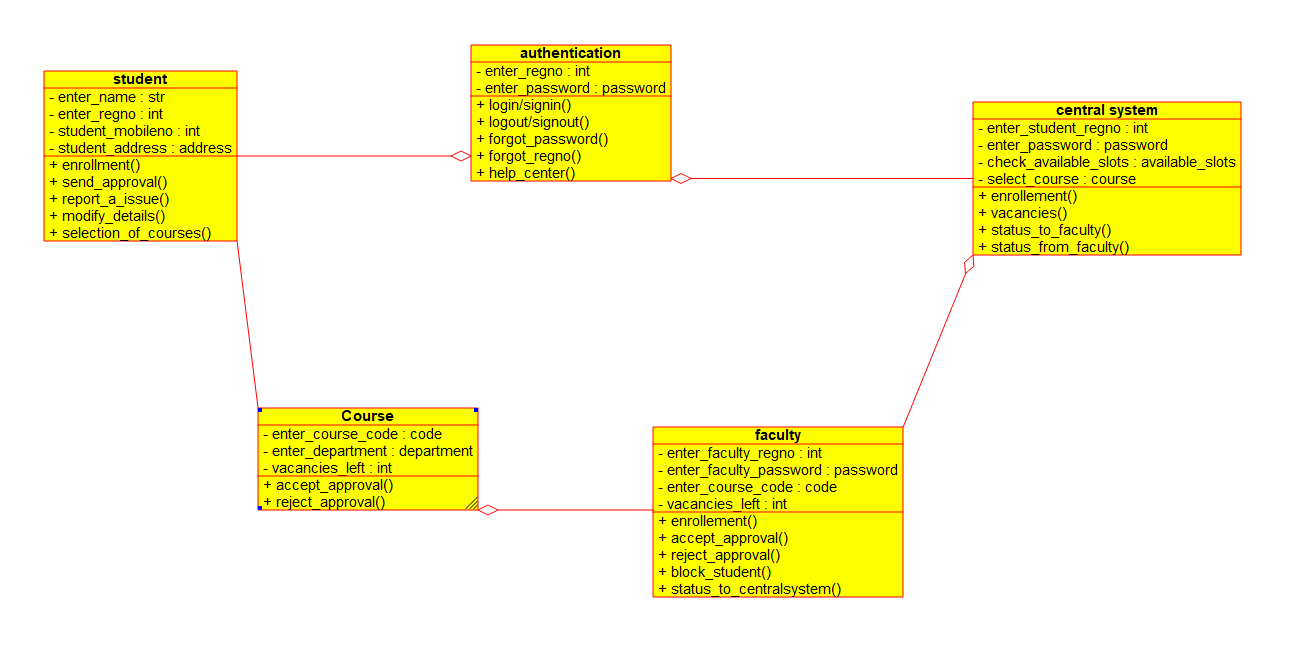 student
- enter_name : str
- enter_regno : int
- student_mobileno : int
- student_address : address
+ enrollment()
+ send_approval()
+ report_a_issue()
+ modify_details()
+ selection_of_courses()
authentication
- enter_regno : int
- enter_password : password
+ login/signin()
+ logout/signout()
+ forgot_password()
+ forgot_regno()
+ help_center()
central system
- enter_student_regno : int
- enter_password : password
- check_available_slots : available_slots
- select_course : course
+ enrollement()
+ vacancies()
+ status_to_faculty()
+ status_from_faculty()
Course
- enter_course_code : code
- enter_department : department
- vacancies_left : int
+ accept_approval()
+ reject_approval()
faculty
- enter_faculty_regno : int
- enter_faculty_password : password
- enter_course_code : code
- vacancies_left : int
+ enrollement()
+ accept_approval()
+ reject_approval()
+ block_student()
+ status_to_centralsystem()